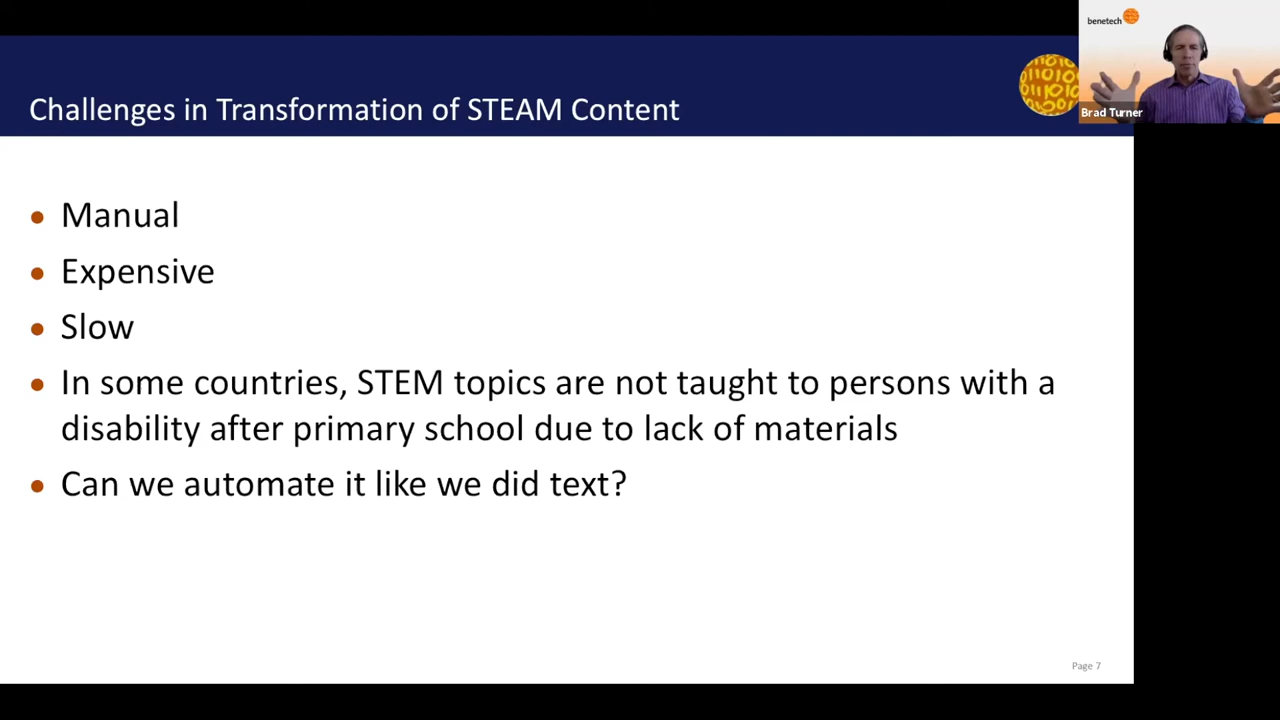 benetech
Brad Turner
Challenges in Transformation of STEAM Content
• Manual
• Expensive
• Slow
• In some countries, STEM topics are not taught to persons with a
disability after primary school due to lack of materials
• Can we automate it like we did text?
Page 7